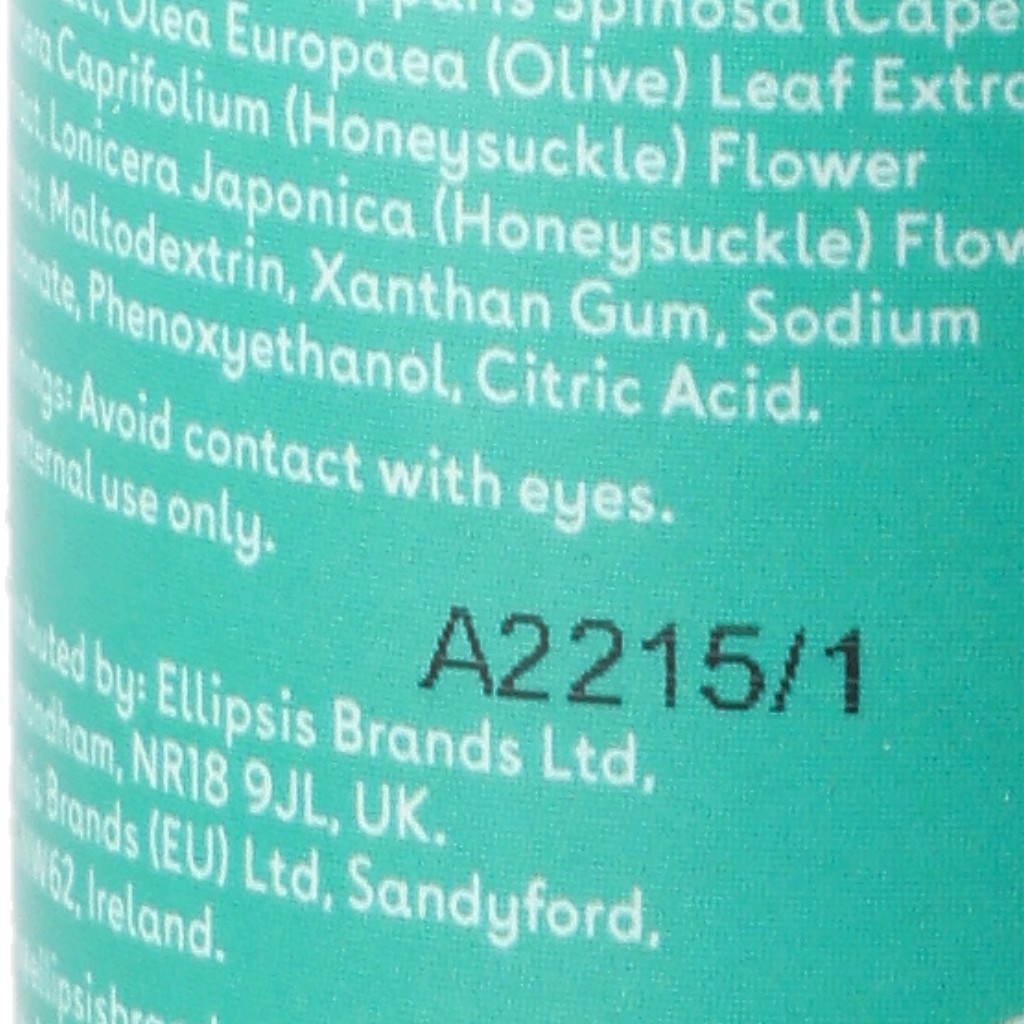 Spinosa (Cape
Olea Europaea (Olive) Leaf Extra
Caprifolium (Honeysuckle) Flower
Lonicera Japonica (Honeysuckle) Flow
Maltodextrin, Xanthan Gum, Sodium
Phenoxyethanol, Citric Acid.
Avoid contact with eyes.
use only.
A2215/1
by: Ellipsis Brands Ltd,
NR18 9JL, UK.
Brands (EU) Ltd, Sandyford,
Ireland.